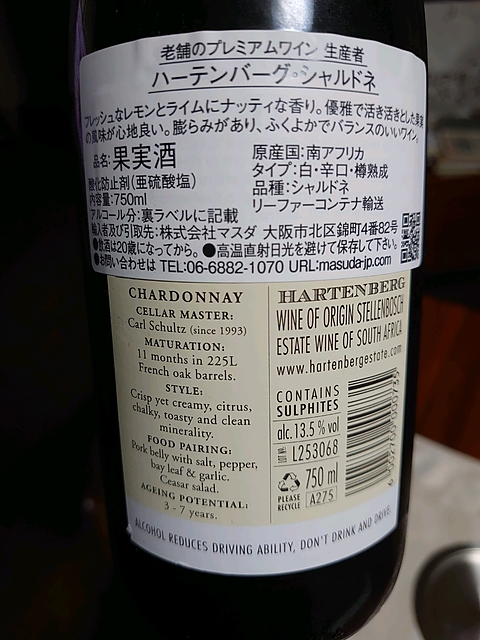 老舗のプレミアムワイン 生産者
ハーテンバーグ・シャルドネ
フレッシュなレモンとライムにナッティな香り。優雅で活き活きとした果実
の風味が心地良い。膨らみがあり、ふくよかでバランスのいいワイン。
品名:果実酒
酸化防止剤(亜硫酸塩)
内容量:750ml
アルコール分:裏ラベルに記載
原産国:南アフリカ
タイプ:白・辛口・樽熟成
品種:シャルドネ
リーファーコンテナ輸送
輸入者及び引取先:株式会社マスダ 大阪市北区錦町4番82号
●飲酒は20歳になってから。●高温直射日光を避けて保存して下さい。
●お問い合わせは TEL:06-6882-1070 URL:masuda-jp.com
CHARDONNAY
CELLAR MASTER:
Carl Schultz (since 1993)
MATURATION:
11 months in 225L
French oak barrels.
STYLE:
Crisp yet creamy, citrus,
chalky, toasty and clean
minerality.
FOOD PAIRING:
Pork belly with salt, pepper,
bay leaf & garlic.
Ceasar salad.
AGEING POTENTIAL:
3 - 7 years.
HARTENBERG
WINE OF ORIGIN STELLENBOSCH
ESTATE WINE OF SOUTH AFRICA
www.hartenbergestate.com
CONTAINS
SULPHITES
alc. 13.5 % vol
LOT NR. L253068
750 ml
PLEASE
RECYCLE
A275
ALCOHOL REDUCES DRIVING ABILITY, DON'T DRINK AND DRIVE.